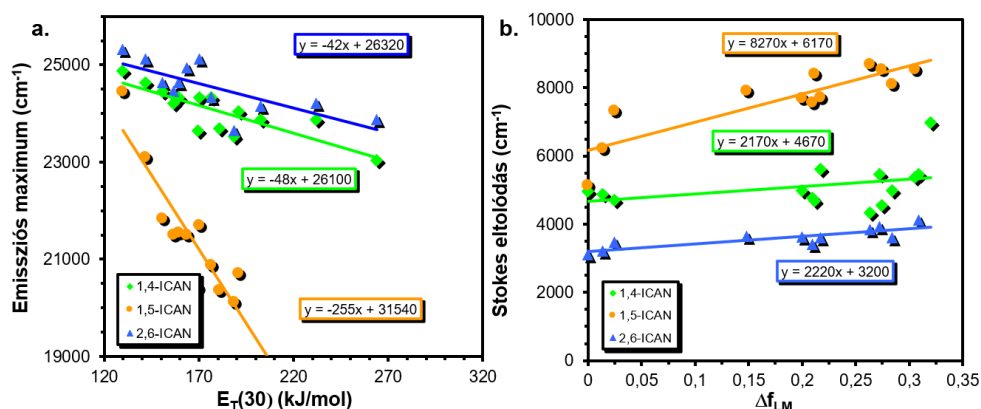 a.
Emissziós maximum (cm⁻¹)
25000
23000
21000
19000
y = -42x + 26320
y = -48x + 26100
y = -255x + 31540
1,4-ICAN
1,5-ICAN
2,6-ICAN
120
170
220
270
E_T(30) (kJ/mol)
b.
Stokes eltolódás (cm⁻¹)
10000
8000
6000
4000
2000
0
y = 8270x + 6170
y = 2170x + 4670
y = 2220x + 3200
1,4-ICAN
1,5-ICAN
2,6-ICAN
0
0,05
0,1
0,15
0,2
0,25
0,3
0,35
Δf_LM